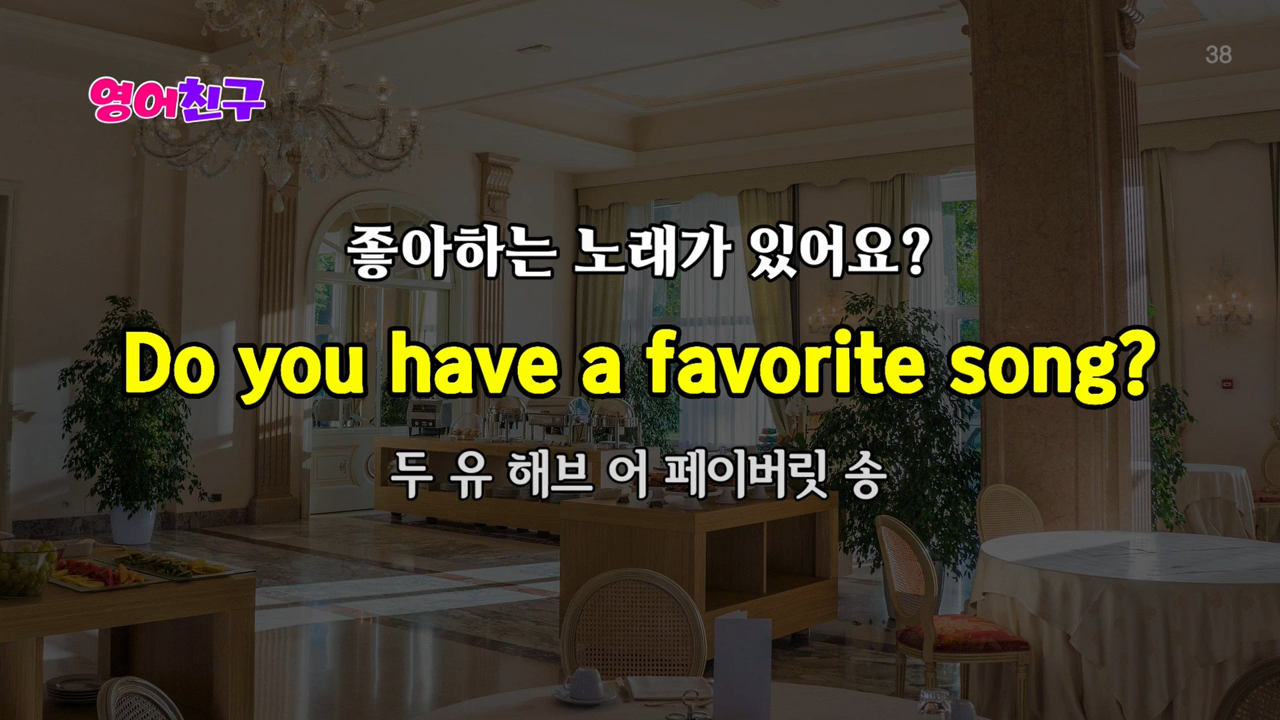 영어친구
38
좋아하는 노래가 있어요?
Do you have a favorite song?
두 유 해브 어 페이버릿 송